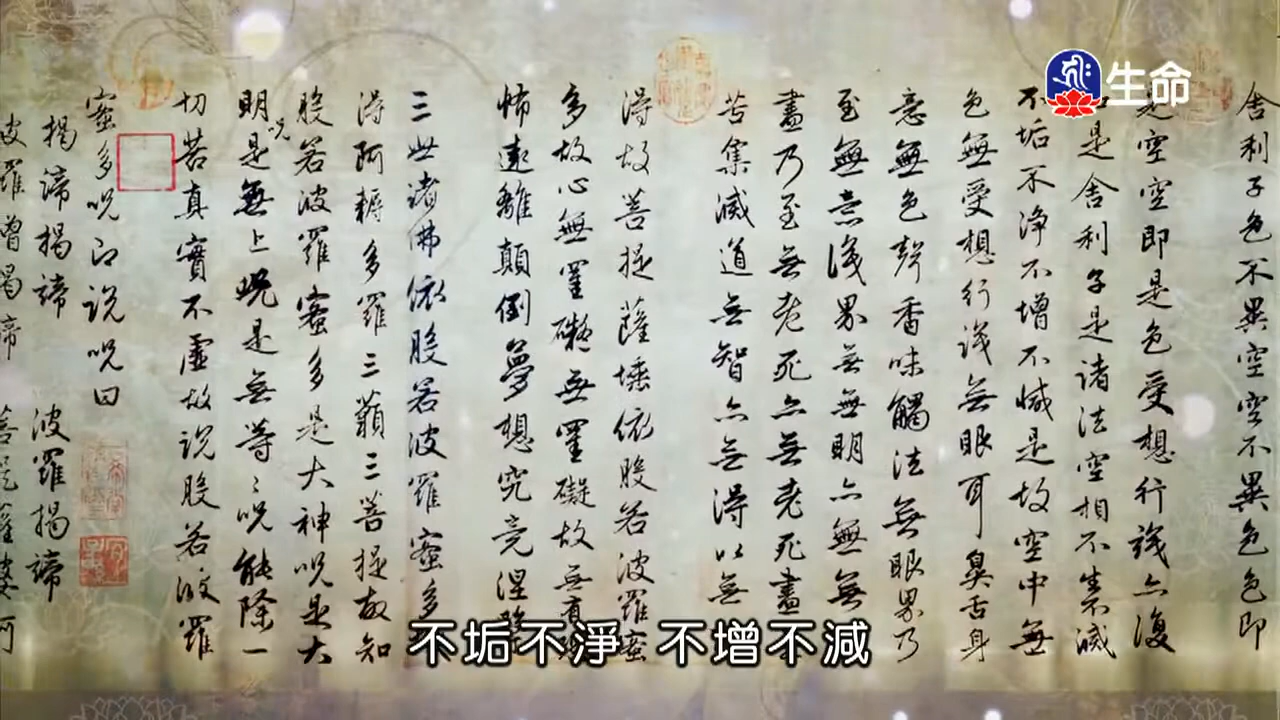 生命
舍利子色不異空空不異色色即
是空空即是色受想行識亦復
是舍利子是諸法空相不生滅
不垢不淨不增不減是故空中無
色無受想行識無眼耳鼻舌身
意無色聲香味觸法無眼界乃
至無意識界無無明亦無無
盡乃至無老死亦無老死盡
苦集滅道無智亦無得以無
得故菩提薩埵依般若波羅蜜
多故心無罣礙無罣礙故無有
怖遠離顛倒夢想究竟涅槃
三世諸佛依般若波羅蜜多
得阿耨多羅三藐三菩提故知
般若波羅蜜多是大神咒是大
明咒是無上咒是無等〻咒能除一
切苦真實不虛故說般若波羅
蜜多咒即說咒曰
揭諦揭諦 波羅揭諦
波羅僧揭諦 菩提薩婆訶
不垢不淨 不增不減